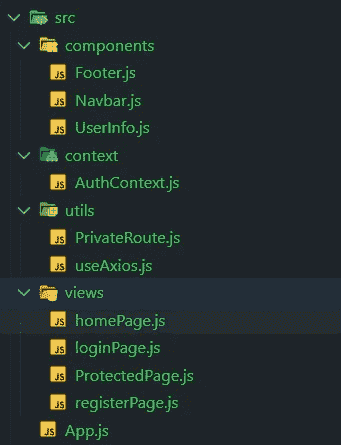 src
components
JS Footer.js
JS Navbar.js
JS UserInfo.js
context
JS AuthContext.js
utils
JS PrivateRoute.js
JS useAxios.js
views
JS homePage.js
JS loginPage.js
JS ProtectedPage.js
JS registerPage.js
JS App.js